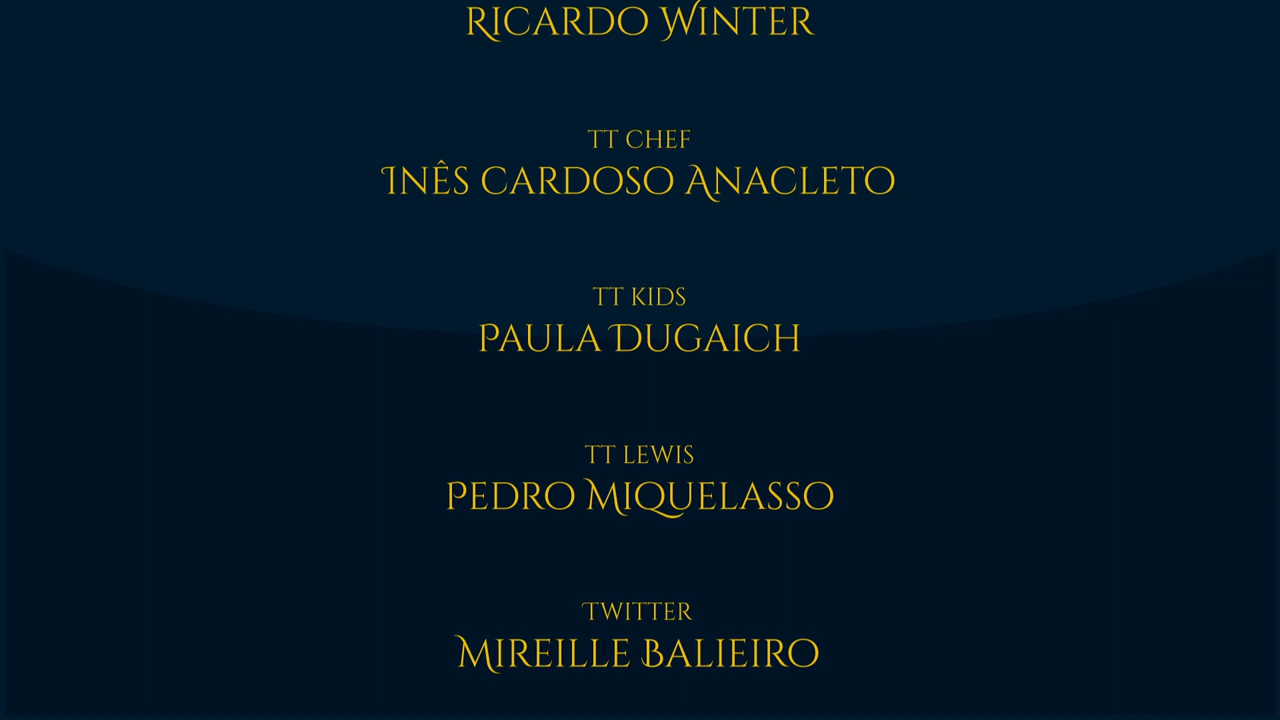 Ricardo Winter
TT Chef
Inês Cardoso Anacleto
TT Kids
Paula Dugaich
TT Lewis
Pedro Miquelasso
Twitter
Mireille Balieiro